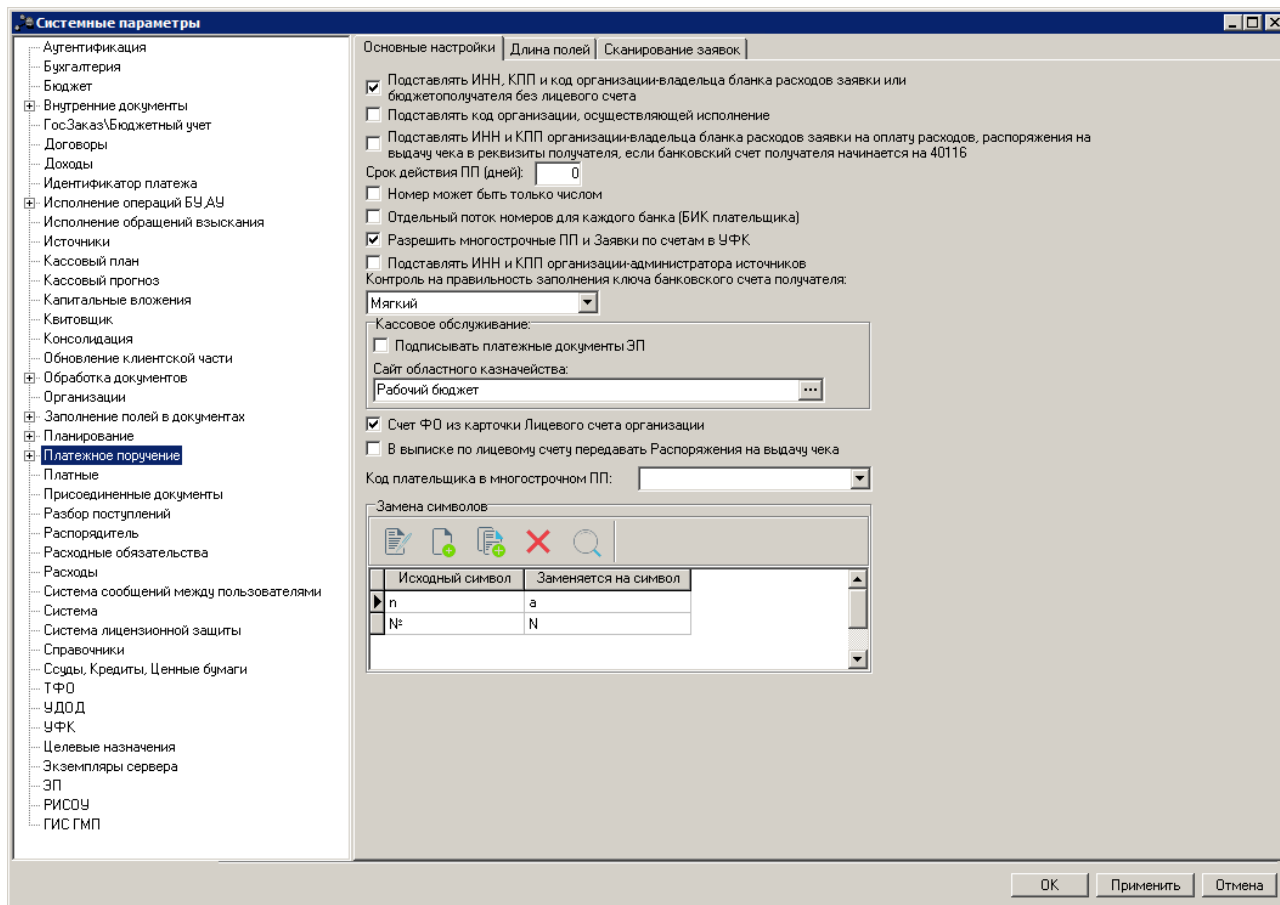 Системные параметры
Аутентификация
Бухгалтерия
Бюджет
Внутренние документы
ГосЗаказ\Бюджетный учет
Договоры
Доходы
Идентификатор платежа
Исполнение операций БУ,АУ
Исполнение обращений взыскания
Источники
Кассовый план
Кассовый прогноз
Капитальные вложения
Квитовщик
Консолидация
Обновление клиентской части
Обработка документов
Организации
Заполнение полей в документах
Планирование
Платежное поручение
Платные
Присоединенные документы
Разбор поступлений
Распорядитель
Расходные обязательства
Расходы
Система сообщений между пользователями
Система
Система лицензионной защиты
Справочники
Ссуды, Кредиты, Ценные бумаги
ТФО
УДОД
УФК
Целевые назначения
Экземпляры сервера
ЭП
РИСОУ
ГИС ГМП
Основные настройки Длина полей Сканирование заявок
Подставлять ИНН, КПП и код организации-владельца бланка расходов заявки или
бюджетополучателя без лицевого счета
Подставлять код организации, осуществляющей исполнение
Подставлять ИНН и КПП организации-владельца бланка расходов заявки на оплату расходов, распоряжения на
выдачу чека в реквизиты получателя, если банковский счет получателя начинается на 40116
Срок действия ПП (дней): 0
Номер может быть только числом
Отдельный поток номеров для каждого банка (БИК плательщика)
Разрешить многострочные ПП и Заявки по счетам в УФК
Подставлять ИНН и КПП организации-администратора источников
Контроль на правильность заполнения ключа банковского счета получателя:
Мягкий
Кассовое обслуживание:
Подписывать платежные документы ЭП
Сайт областного казначейства:
Рабочий бюджет ...
Счет ФО из карточки Лицевого счета организации
В выписке по лицевому счету передавать Распоряжения на выдачу чека
Код плательщика в многострочном ПП:
Замена символов
Исходный символ Заменяется на символ
n a
№ N
OK Применить Отмена